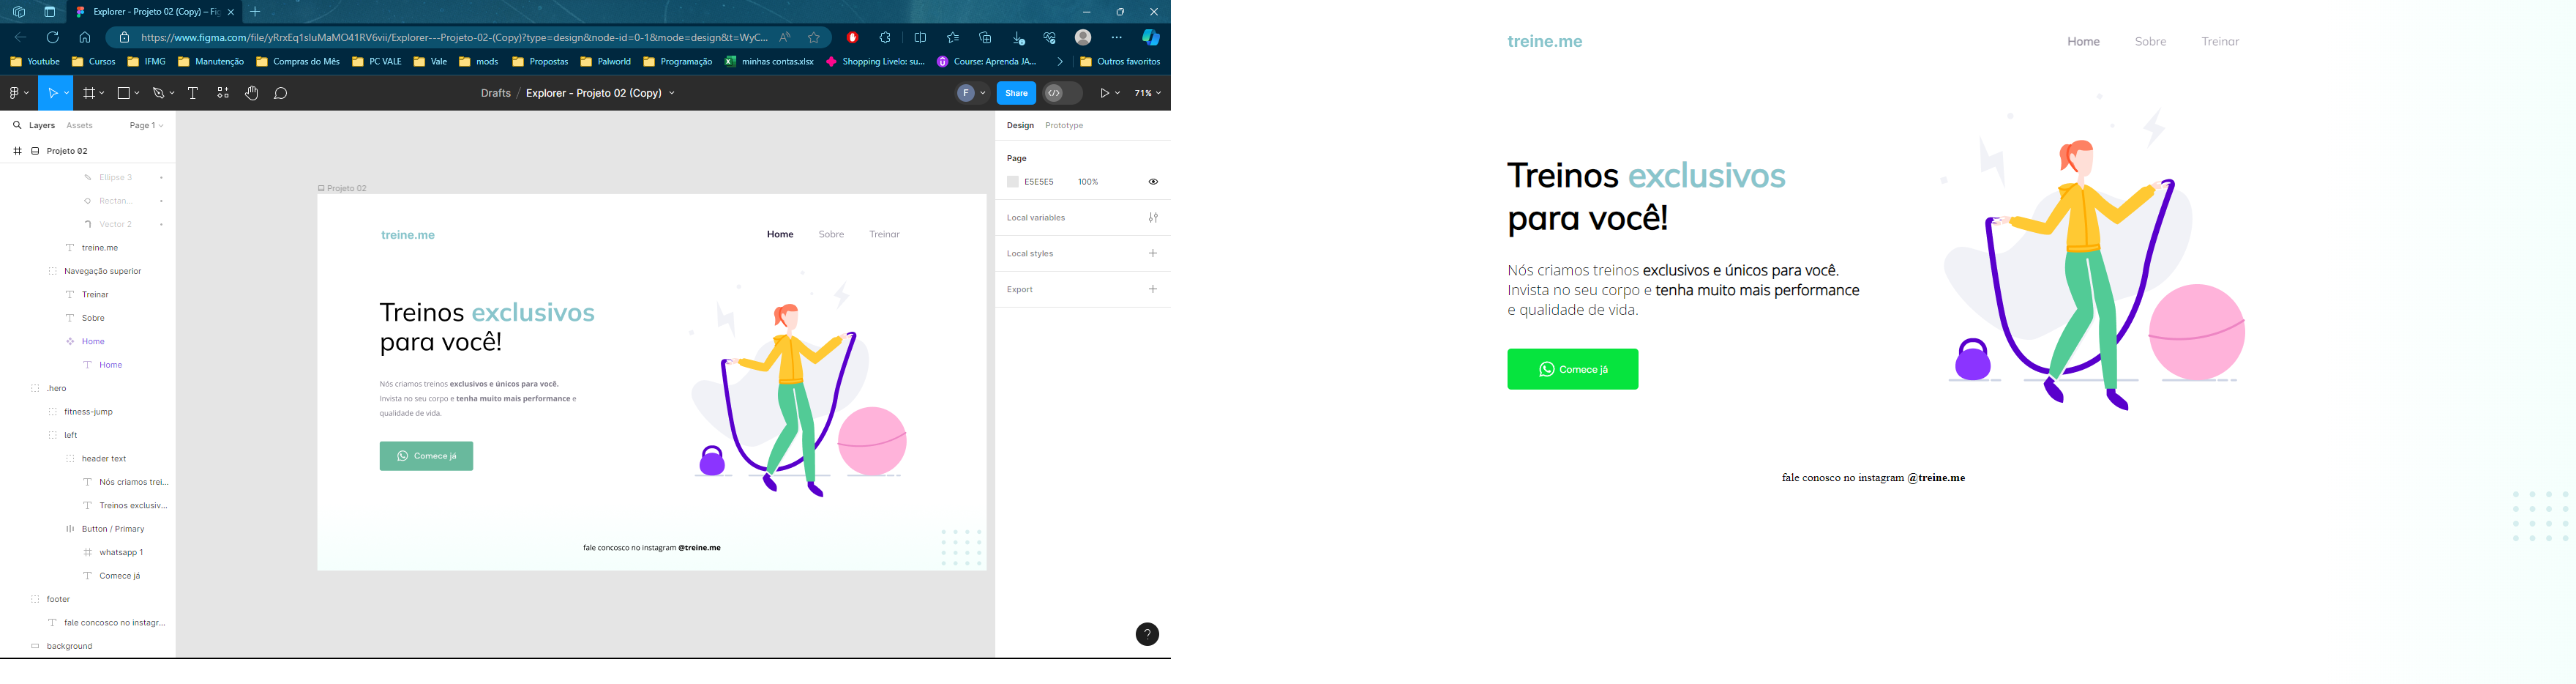 Explorer - Projeto 02 (Copy) – Fig
https://www.figma.com/file/yRrxEq1sluMaMO41RV6vii/Explorer---Projeto-02-(Copy)?type=design&node-id=0-1&mode=design&t=WyC...
Youtube Cursos IFMG Manutenção Compras do Mês PC VALE Vale mods Propostas Palworld Programação minhas contas.xlsx Shopping Livelo: su... Course: Aprenda JA... Outros favoritos
Drafts / Explorer - Projeto 02 (Copy)
F Share 71%
Layers Assets Page 1
Projeto 02
Ellipse 3
Rectan...
Vector 2
treine.me
Navegação superior
Treinar
Sobre
Home
Home
.hero
fitness-jump
left
header text
Nós criamos trei...
Treinos exclusiv...
Button / Primary
whatsapp 1
Comece já
footer
fale concosco no instagr...
background
Projeto 02
treine.me Home Sobre Treinar
Treinos exclusivos
para você!
Nós criamos treinos exclusivos e únicos para você.
Invista no seu corpo e tenha muito mais performance e
qualidade de vida.
Comece já
fale concosco no instagram @treine.me
Design Prototype
Page
E5E5E5 100%
Local variables
Local styles
Export
?
treine.me Home Sobre Treinar
Treinos exclusivos
para você!
Nós criamos treinos exclusivos e únicos para você.
Invista no seu corpo e tenha muito mais performance
e qualidade de vida.
Comece já
fale conosco no instagram @treine.me